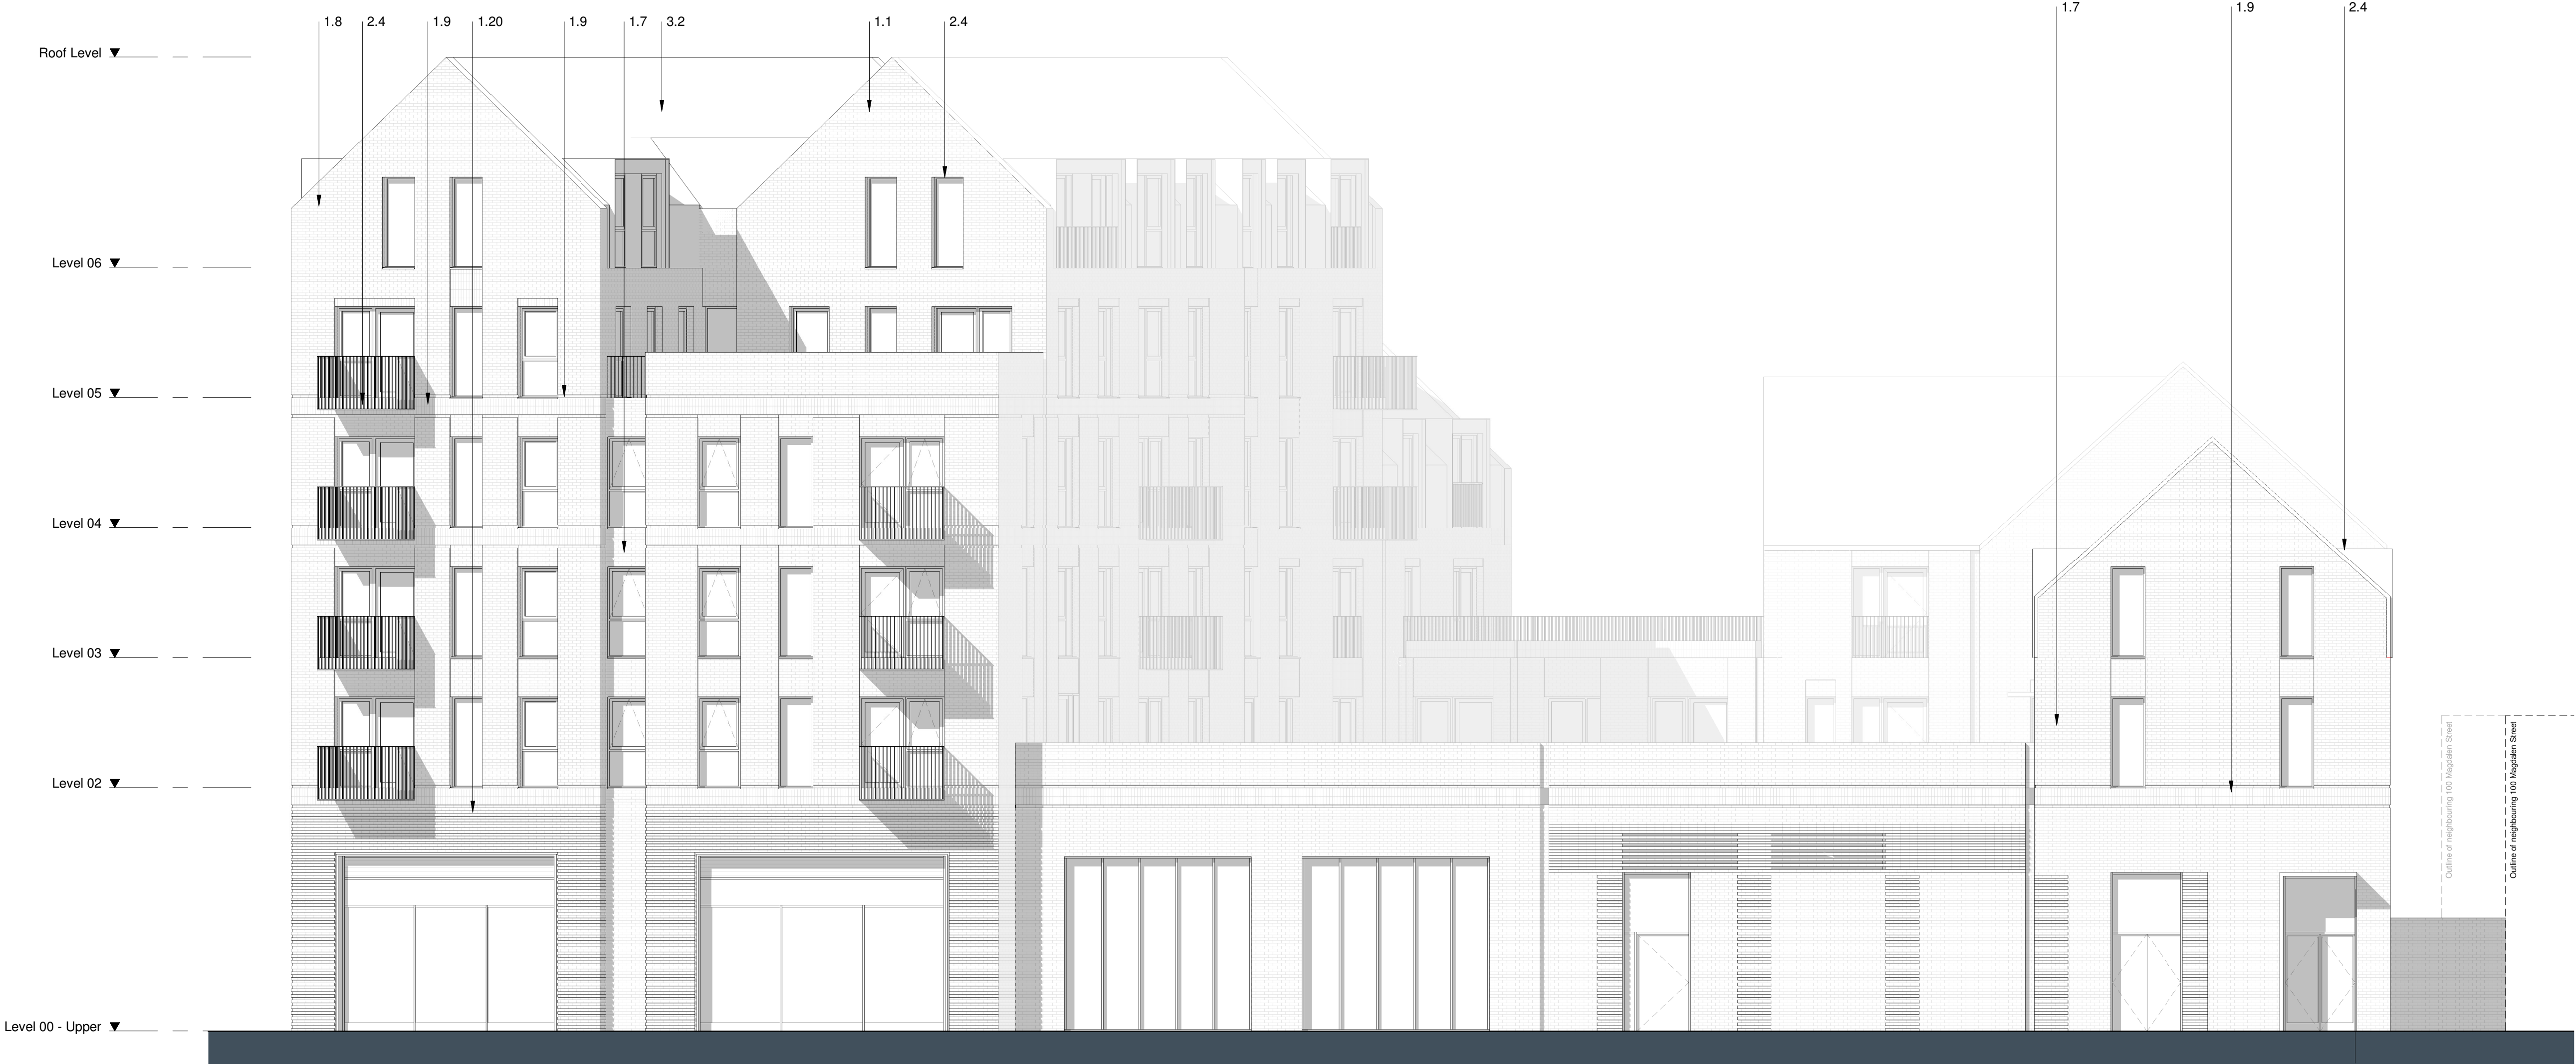 1.8 2.4 1.9 1.20 1.9 1.7 3.2 1.1 2.4 1.7 1.9 2.4
Roof Level
Level 06
Level 05
Level 04
Level 03
Level 02
Level 00 - Upper
Outline of neighbouring 100 Magdalen Street
Outline of neighbouring 100 Magdalen Street